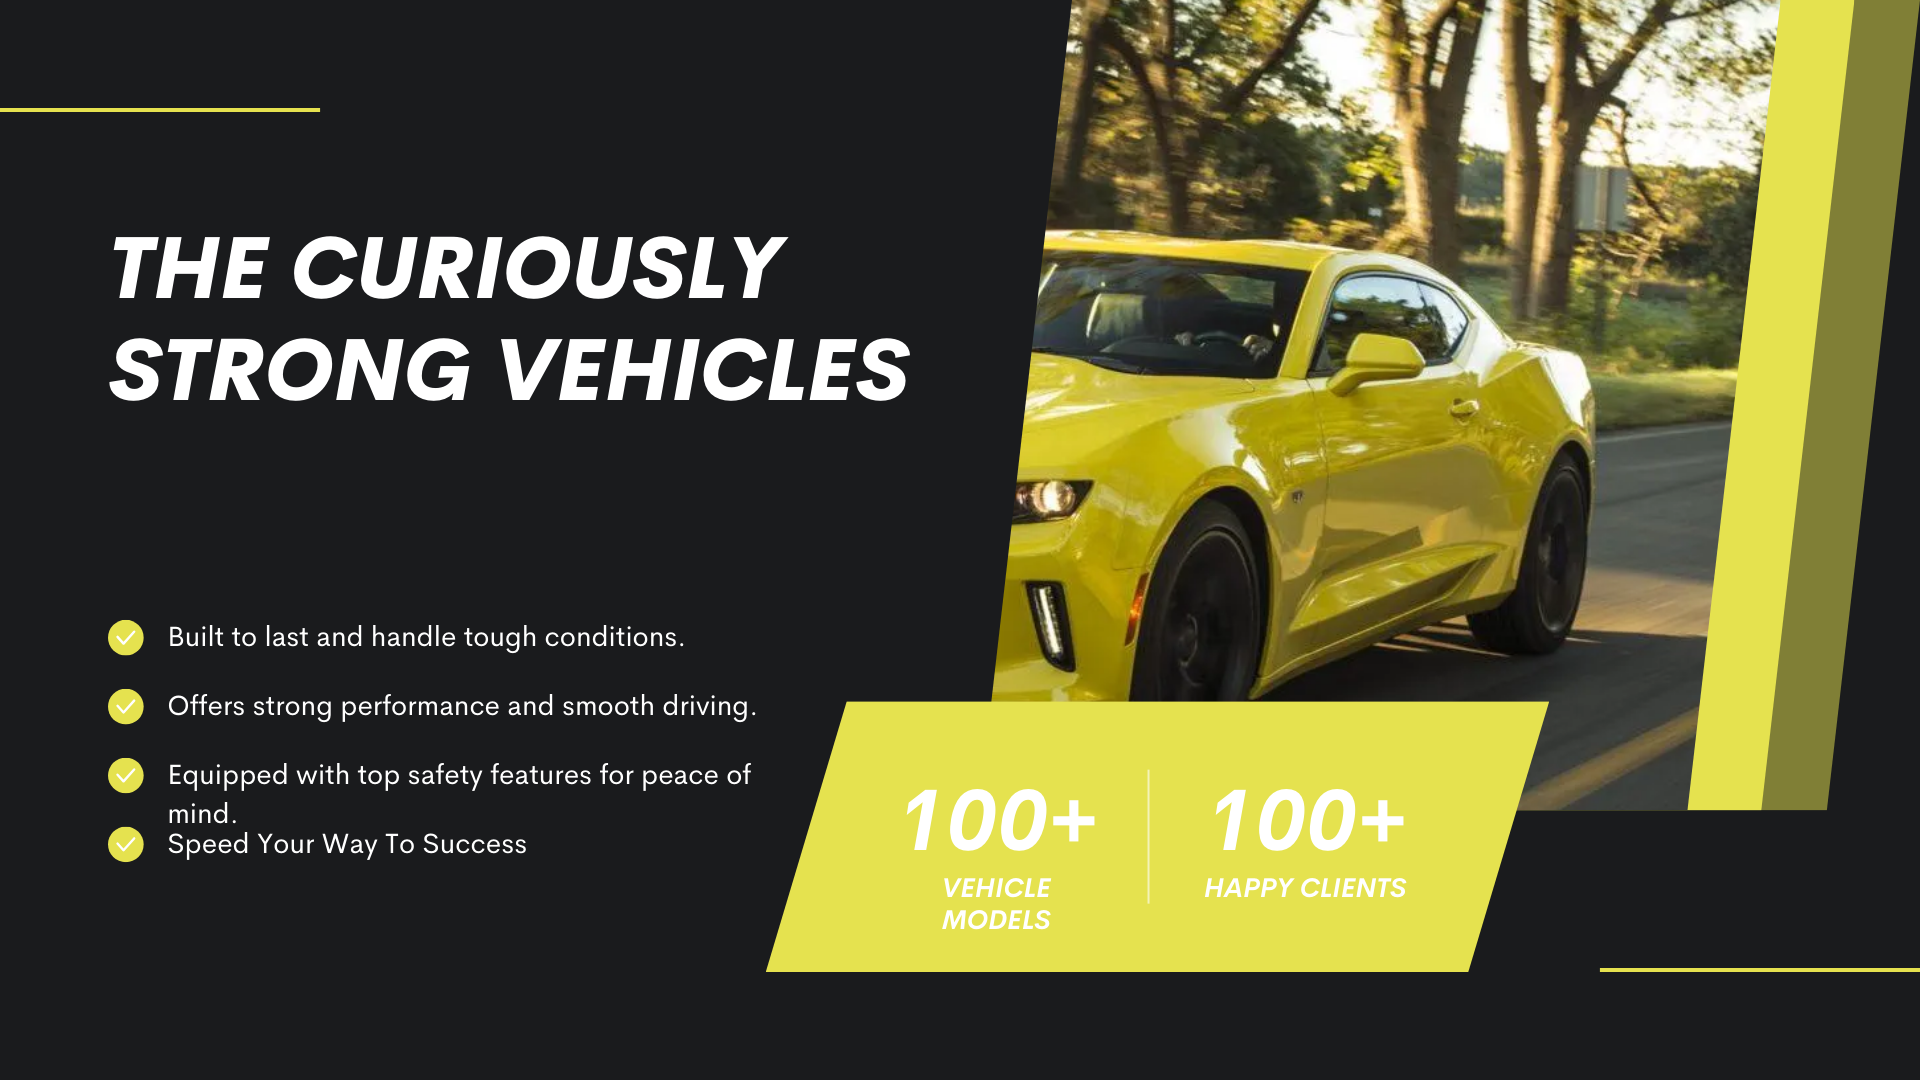 THE CURIOUSLY
STRONG VEHICLES
Built to last and handle tough conditions.
Offers strong performance and smooth driving.
Equipped with top safety features for peace of
mind.
Speed Your Way To Success
100+
VEHICLE
MODELS
100+
HAPPY CLIENTS